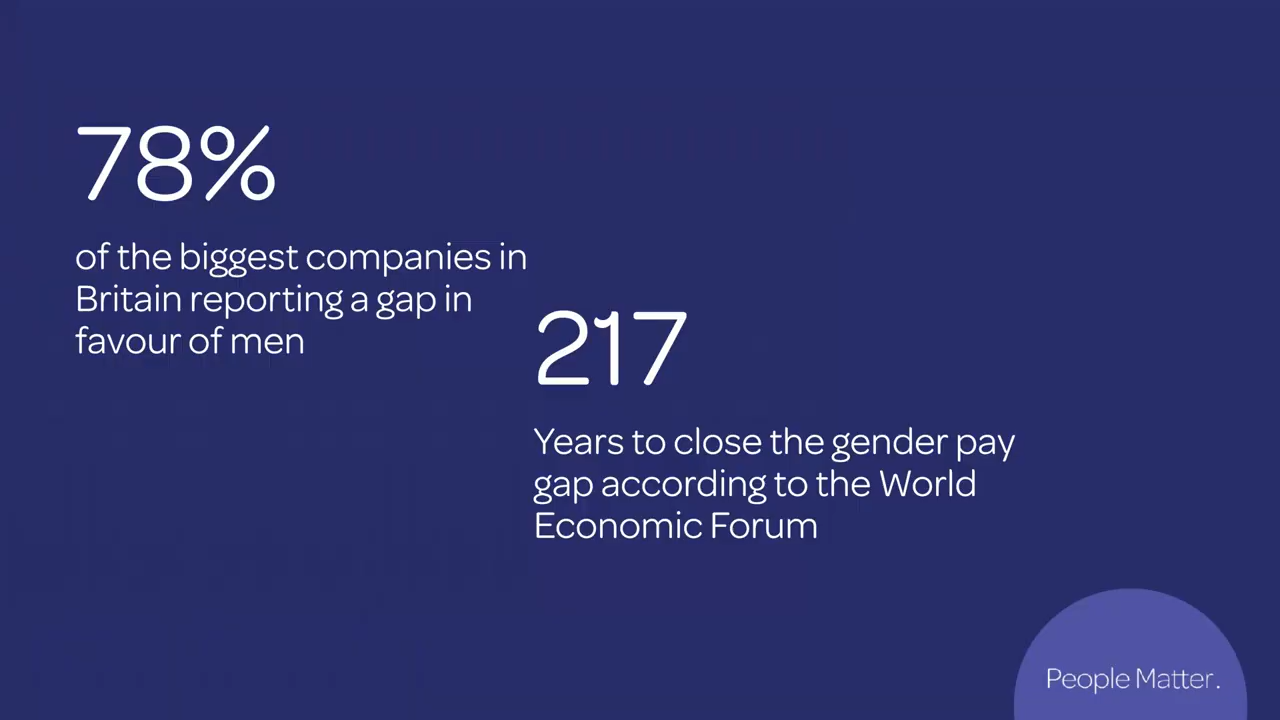 78%
of the biggest companies in
Britain reporting a gap in
favour of men
217
Years to close the gender pay
gap according to the World
Economic Forum
People Matter.